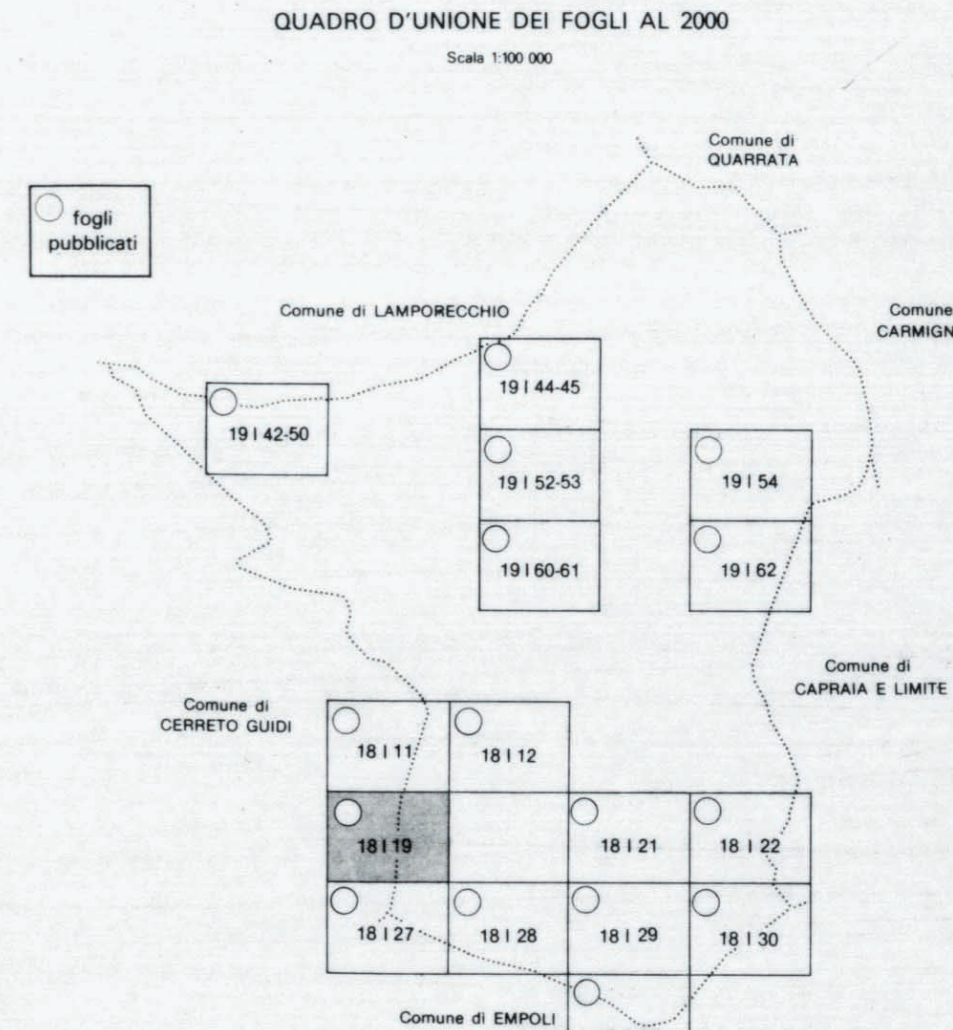 QUADRO D'UNIONE DEI FOGLI AL 2000
Scala 1:100 000
Comune di
QUARRATA
fogli
pubblicati
Comune di LAMPORECCHIO
Comune
CARMIGN
19 I 44-45
19 I 42-50
19 I 52-53
19 I 54
19 I 60-61
19 I 62
Comune di
CAPRAIA E LIMITE
Comune di
CERRETO GUIDI
18 I 11
18 I 12
18 I 19
18 I 21
18 I 22
18 I 27
18 I 28
18 I 29
18 I 30
Comune di EMPOLI